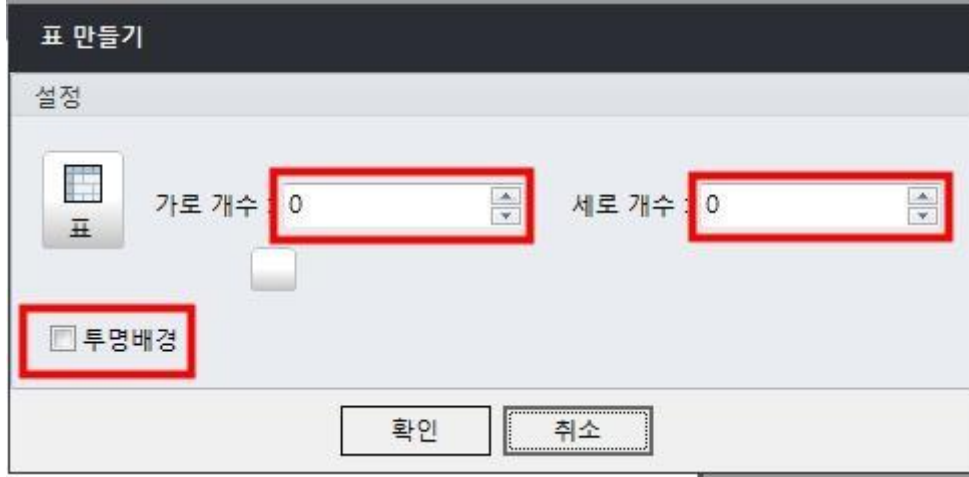 표 만들기
설정
표
가로 개수 : 0
세로 개수 : 0
투명배경
확인
취소